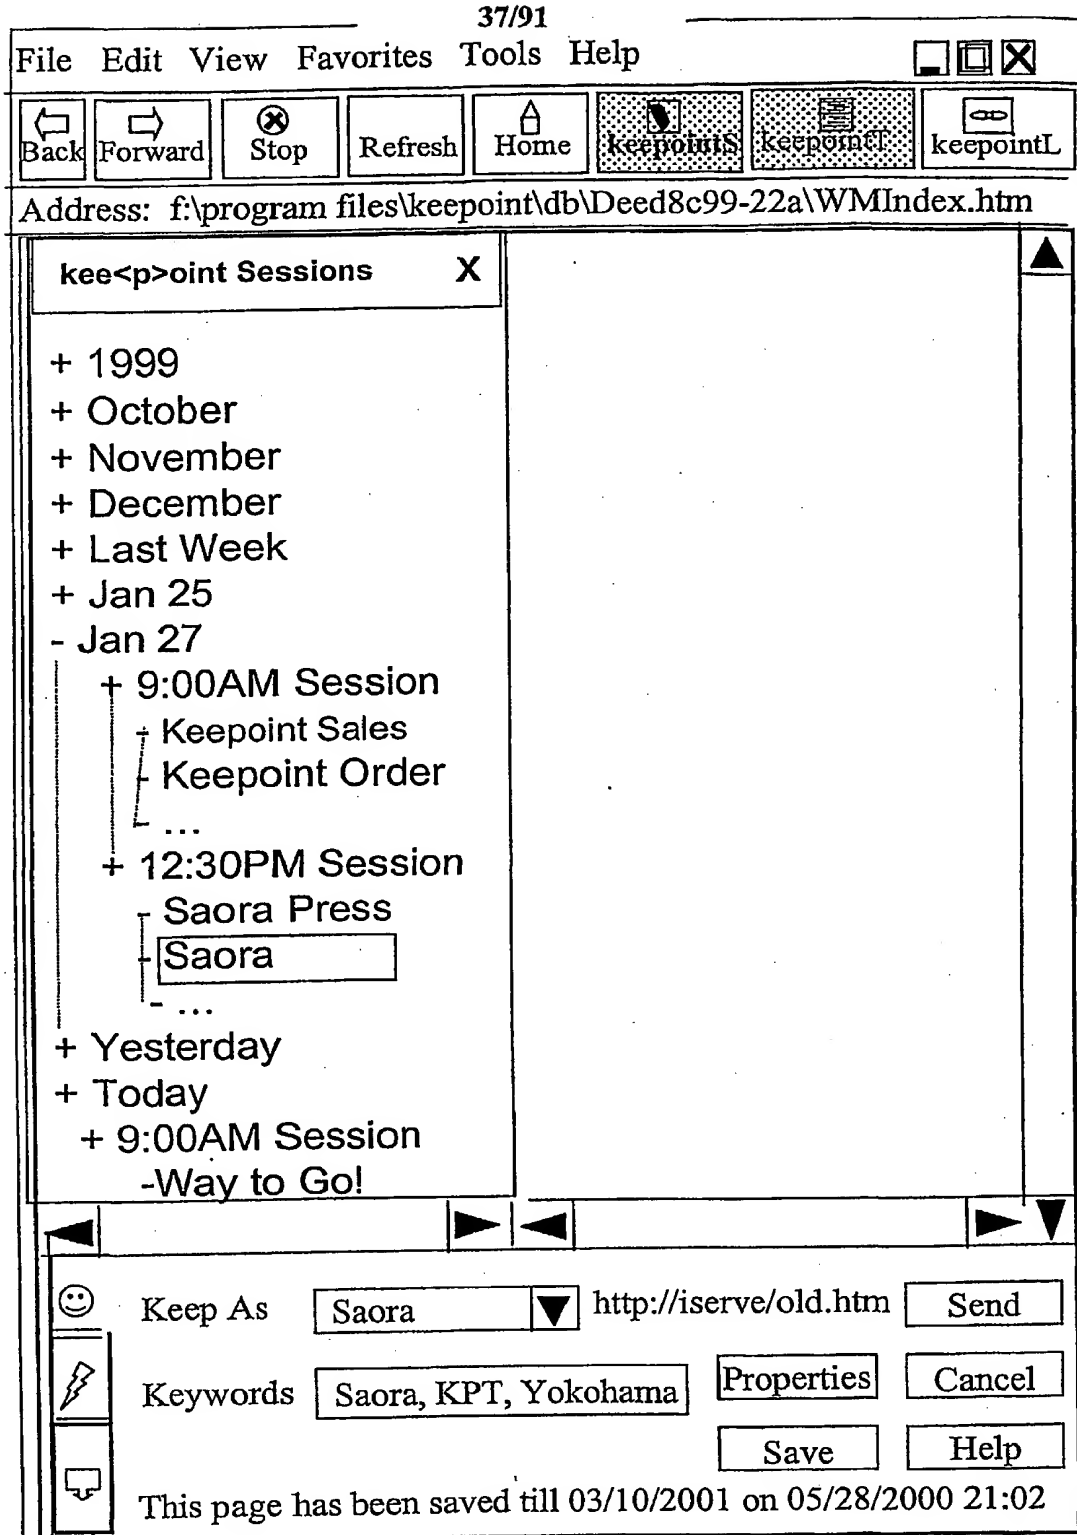 37/91
File Edit View Favorites Tools Help
Back Forward Stop Refresh Home keepointS keepointT keepointL
Address: f:\program files\keepoint\db\Deed8c99-22a\WMIndex.htm
kee<p>oint Sessions X
+ 1999
+ October
+ November
+ December
+ Last Week
+ Jan 25
- Jan 27
+ 9:00AM Session
+ Keepoint Sales
- Keepoint Order
- ...
+ 12:30PM Session
- Saora Press
- Saora
- ...
+ Yesterday
+ Today
+ 9:00AM Session
-Way to Go!
Keep As Saora http://iserve/old.htm Send
Keywords Saora, KPT, Yokohama Properties Cancel
Save Help
This page has been saved till 03/10/2001 on 05/28/2000 21:02